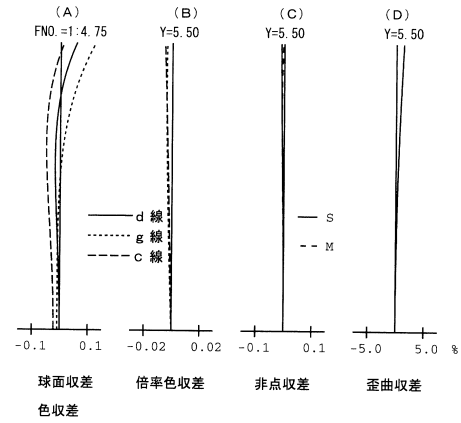 (A) (B) (C) (D)
FNO.=1:4.75 Y=5.50 Y=5.50 Y=5.50
d 線
g 線
c 線
S
M
-0.1 0.1 -0.02 0.02 -0.1 0.1 -5.0 5.0 %
球面収差 倍率色収差 非点収差 歪曲収差
色収差